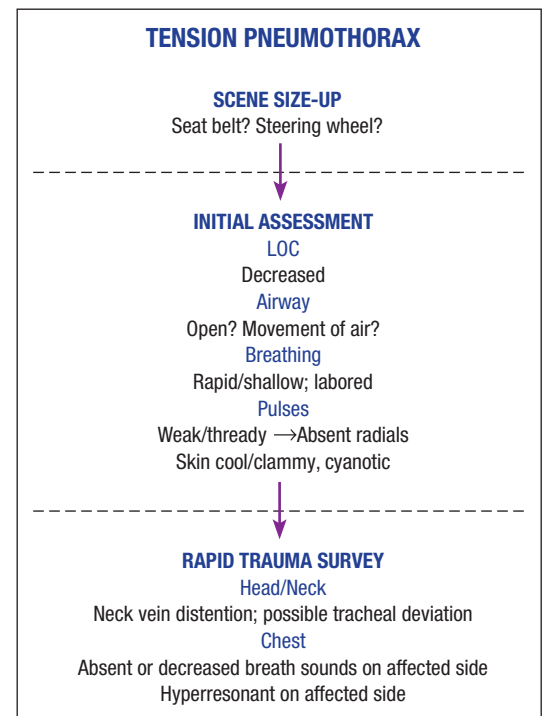 TENSION PNEUMOTHORAX
SCENE SIZE-UP
Seat belt? Steering wheel?
INITIAL ASSESSMENT
LOC
Decreased
Airway
Open? Movement of air?
Breathing
Rapid/shallow; labored
Pulses
Weak/thready →Absent radials
Skin cool/clammy, cyanotic
RAPID TRAUMA SURVEY
Head/Neck
Neck vein distention; possible tracheal deviation
Chest
Absent or decreased breath sounds on affected side
Hyperresonant on affected side